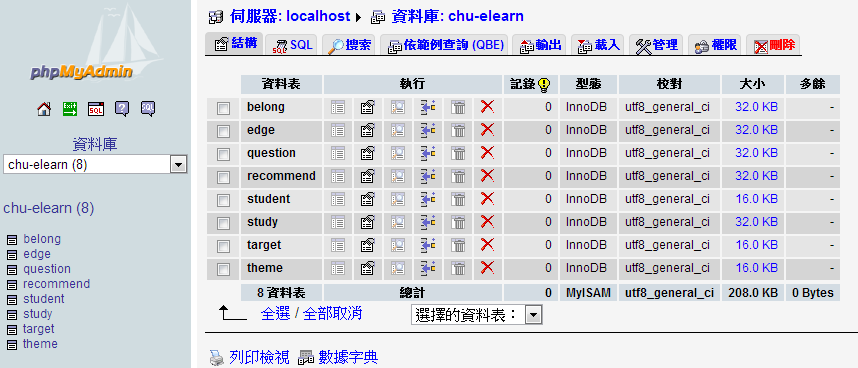 phpMyAdmin
SQL
SQL
資料庫
chu-elearn (8)
chu-elearn (8)
belong
edge
question
recommend
student
study
target
theme
伺服器: localhost 資料庫: chu-elearn
結構 SQL 搜索 依範例查詢 (QBE) 輸出 載入 管理 權限 刪除
資料表 執行 記錄 型態 校對 大小 多餘
belong 0 InnoDB utf8_general_ci 32.0 KB -
edge 0 InnoDB utf8_general_ci 32.0 KB -
question 0 InnoDB utf8_general_ci 32.0 KB -
recommend 0 InnoDB utf8_general_ci 32.0 KB -
student 0 InnoDB utf8_general_ci 16.0 KB -
study 0 InnoDB utf8_general_ci 32.0 KB -
target 0 InnoDB utf8_general_ci 16.0 KB -
theme 0 InnoDB utf8_general_ci 16.0 KB -
8 資料表 總計 0 MyISAM utf8_general_ci 208.0 KB 0 Bytes
全選 / 全部取消 選擇的資料表：
列印檢視 數據字典